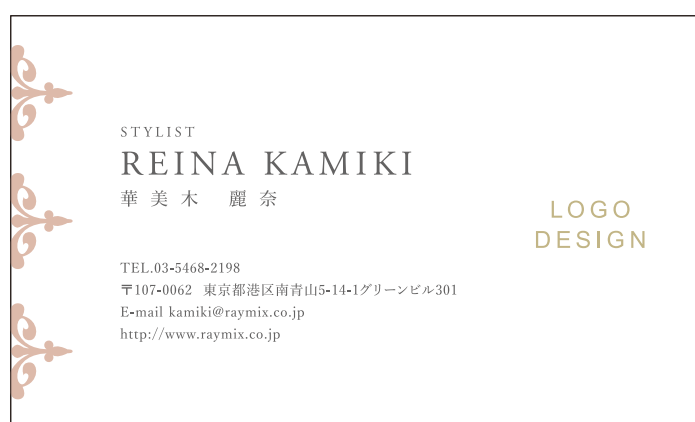 STYLIST
REINA KAMIKI
華美木 麗奈
LOGO
DESIGN
TEL.03-5468-2198
〒107-0062 東京都港区南青山5-14-1グリーンビル301
E-mail kamiki@raymix.co.jp
http://www.raymix.co.jp